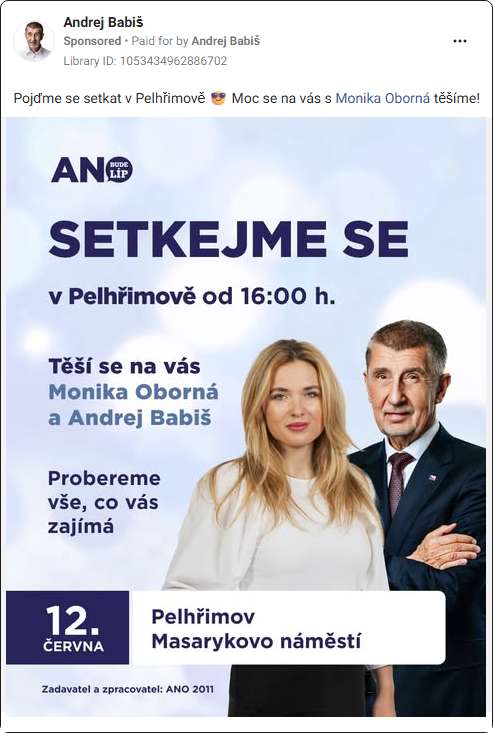 Andrej Babiš
Sponsored • Paid for by Andrej Babiš
Library ID: 1053434962886702
Pojďme se setkat v Pelhřimově 😎 Moc se na vás s Monika Oborná těšíme!
ANO
BUDE
LÍP
SETKEJME SE
v Pelhřimově od 16:00 h.
Těší se na vás
Monika Oborná
a Andrej Babiš
Probereme
vše, co vás
zajímá
12.
ČERVNA
Pelhřimov
Masarykovo náměstí
Zadavatel a zpracovatel: ANO 2011